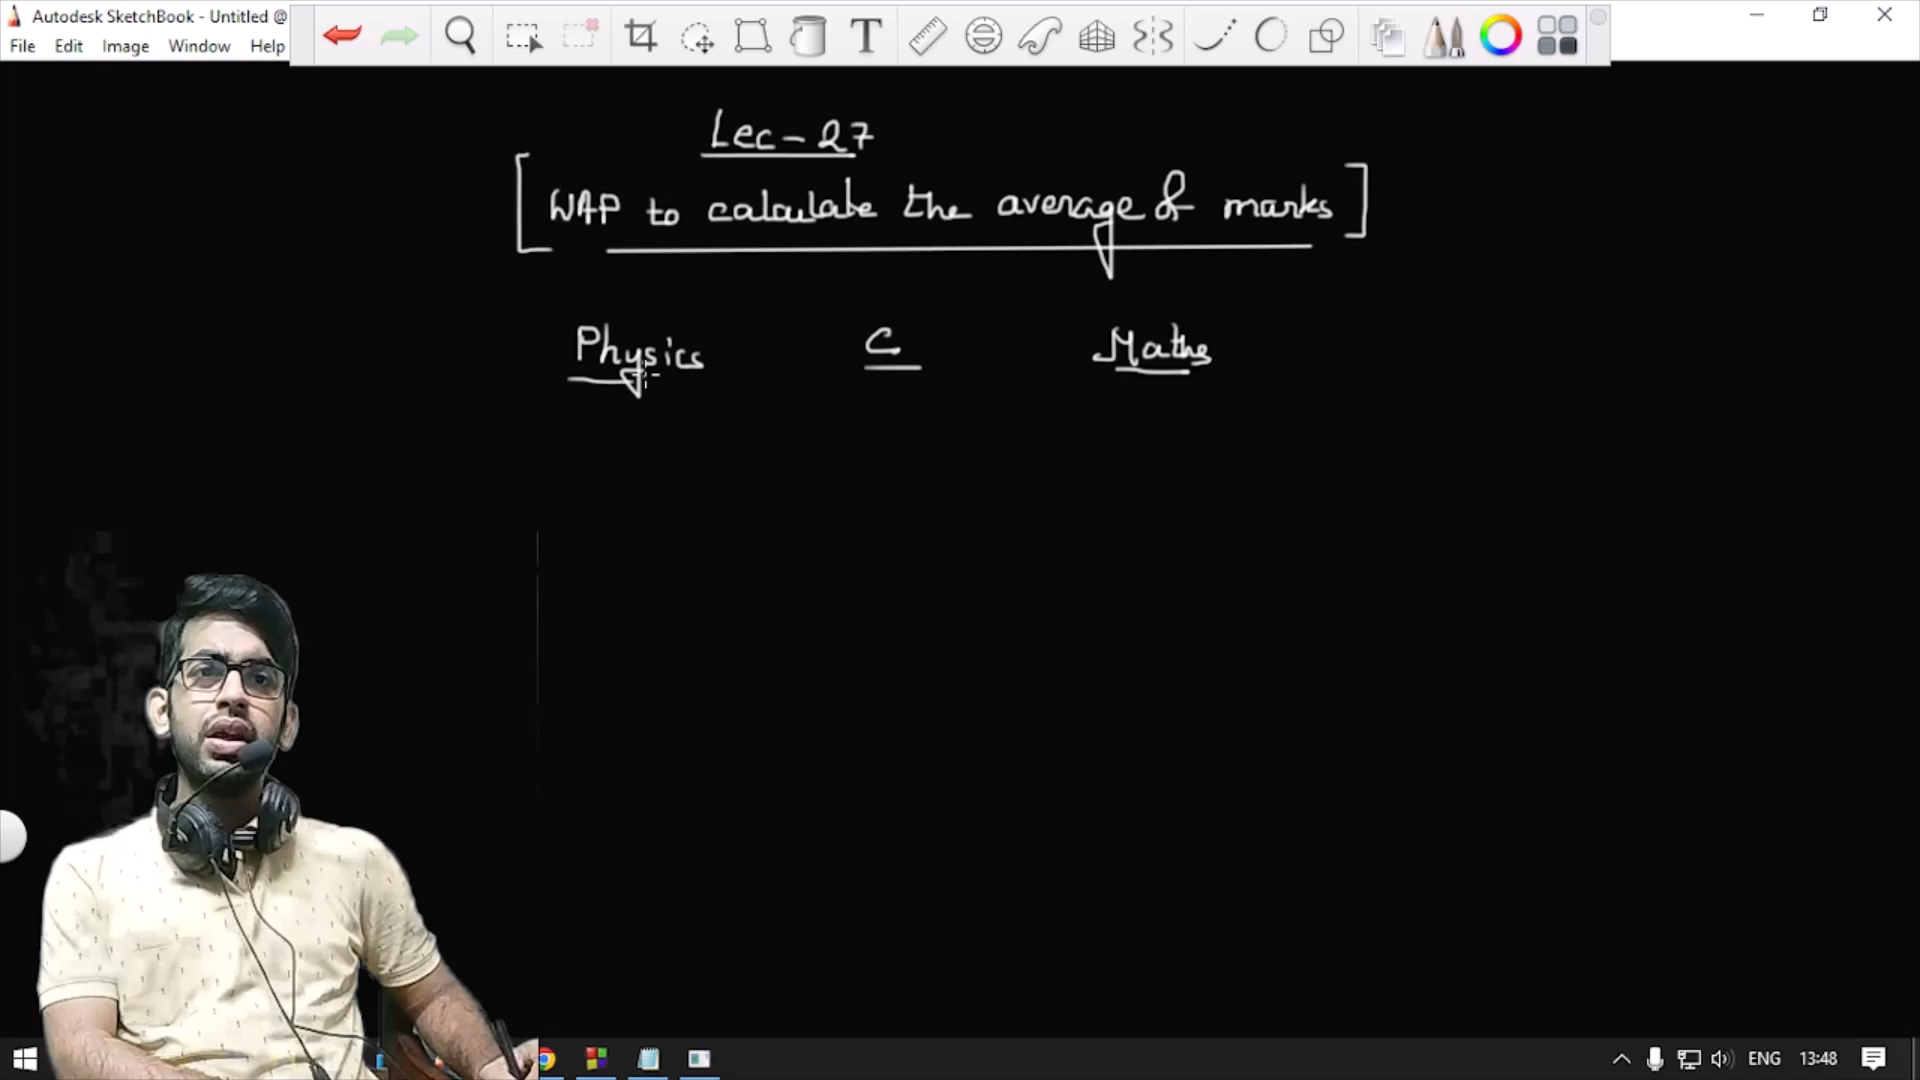 Autodesk SketchBook - Untitled @
File Edit Image Window Help
T
Lec-27
[WAP to calculate the average of marks]
Physics C Maths
ENG 13:48